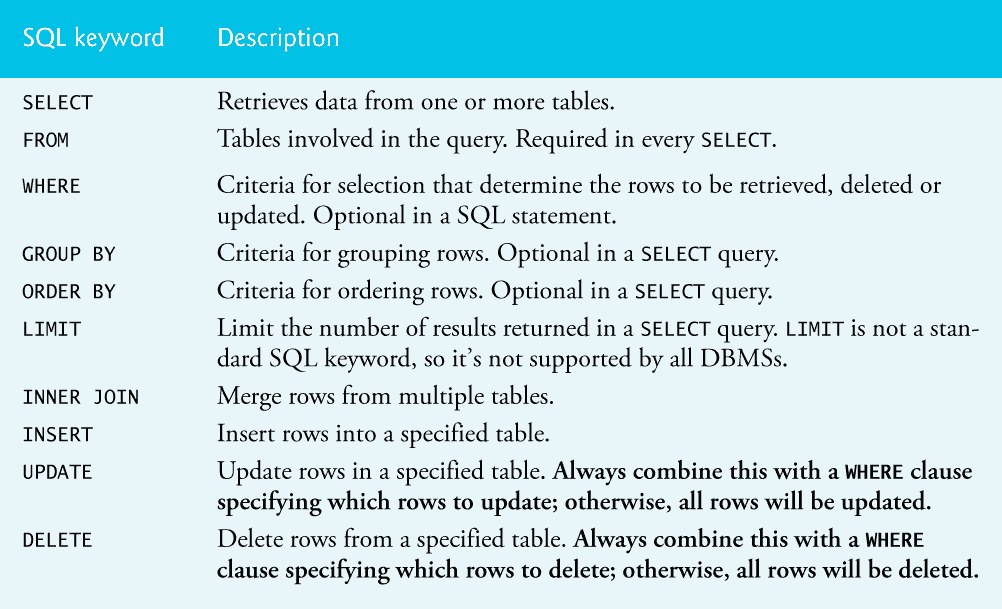 SQL keyword Description
SELECT Retrieves data from one or more tables.
FROM Tables involved in the query. Required in every SELECT.
WHERE Criteria for selection that determine the rows to be retrieved, deleted or
updated. Optional in a SQL statement.
GROUP BY Criteria for grouping rows. Optional in a SELECT query.
ORDER BY Criteria for ordering rows. Optional in a SELECT query.
LIMIT Limit the number of results returned in a SELECT query. LIMIT is not a stan-
dard SQL keyword, so it's not supported by all DBMSs.
INNER JOIN Merge rows from multiple tables.
INSERT Insert rows into a specified table.
UPDATE Update rows in a specified table. Always combine this with a WHERE clause
specifying which rows to update; otherwise, all rows will be updated.
DELETE Delete rows from a specified table. Always combine this with a WHERE
clause specifying which rows to delete; otherwise, all rows will be deleted.